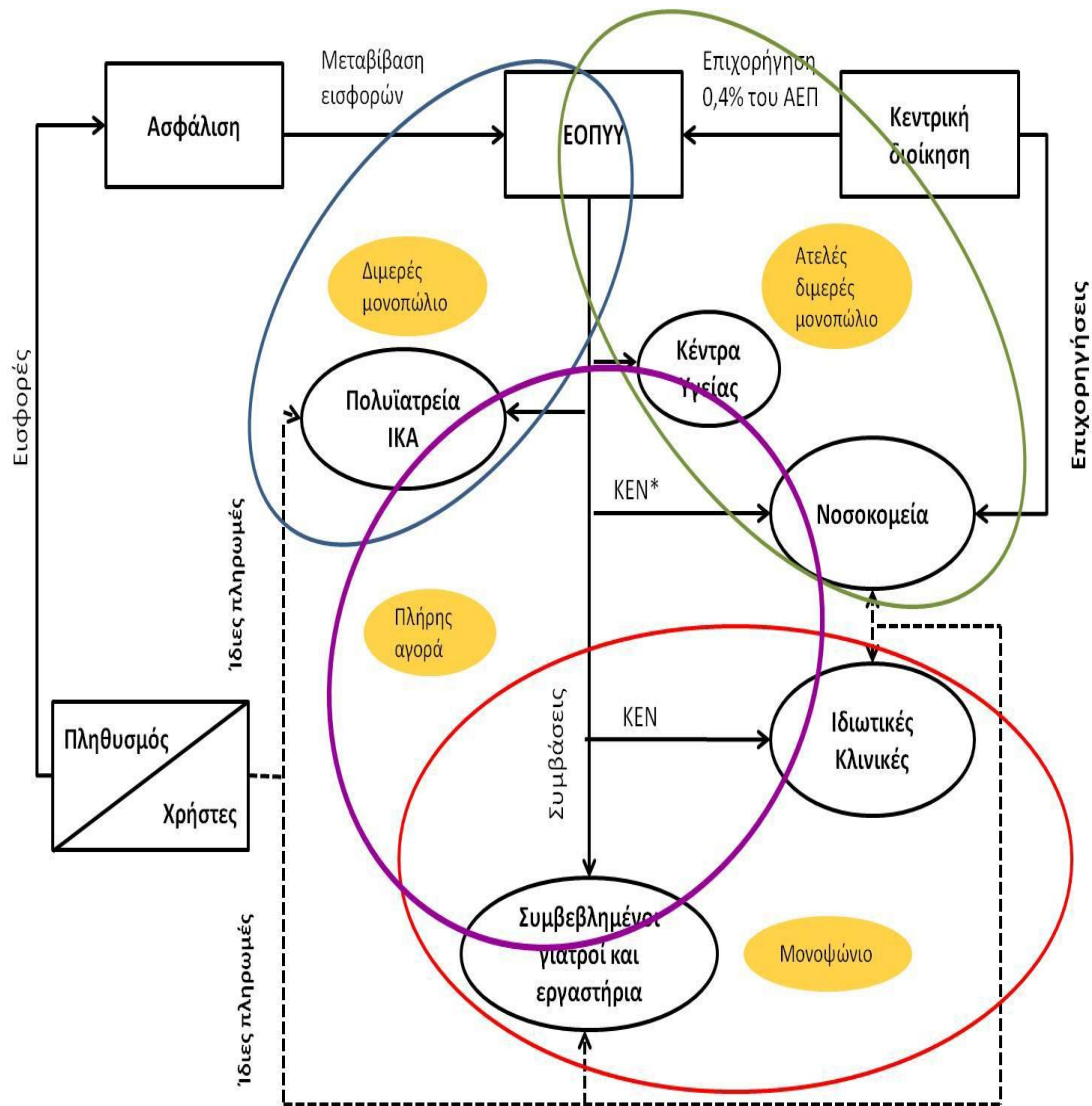 Μεταβίβαση
εισφορών
Επιχορήγηση
0,4% του ΑΕΠ
Ασφάλιση
ΕΟΠΥΥ
Κεντρική
διοίκηση
Διμερές
μονοπώλιο
Ατελές
διμερές
μονοπώλιο
Εισφορές
Επιχορηγήσεις
Κέντρα
Υγείας
Πολυϊατρεία
ΙΚΑ
ΚΕΝ*
Νοσοκομεία
Ίδιες πληρωμές
Πλήρης
αγορά
Συμβάσεις
ΚΕΝ
Ιδιωτικές
Κλινικές
Πληθυσμός
Χρήστες
Ίδιες πληρωμές
Συμβεβλημένοι
γιατροί και
εργαστήρια
Μονοψώνιο